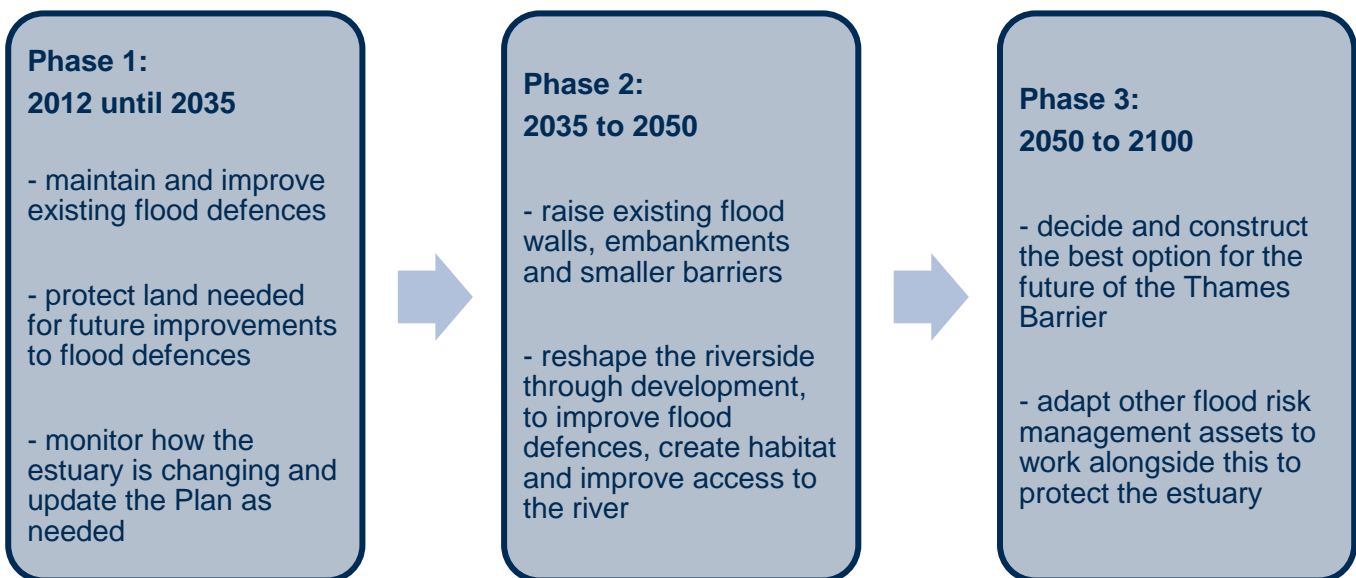 Phase 1:
2012 until 2035
- maintain and improve
existing flood defences
- protect land needed
for future improvements
to flood defences
- monitor how the
estuary is changing and
update the Plan as
needed
Phase 2:
2035 to 2050
- raise existing flood
walls, embankments
and smaller barriers
- reshape the riverside
through development,
to improve flood
defences, create habitat
and improve access to
the river
Phase 3:
2050 to 2100
- decide and construct
the best option for the
future of the Thames
Barrier
- adapt other flood risk
management assets to
work alongside this to
protect the estuary